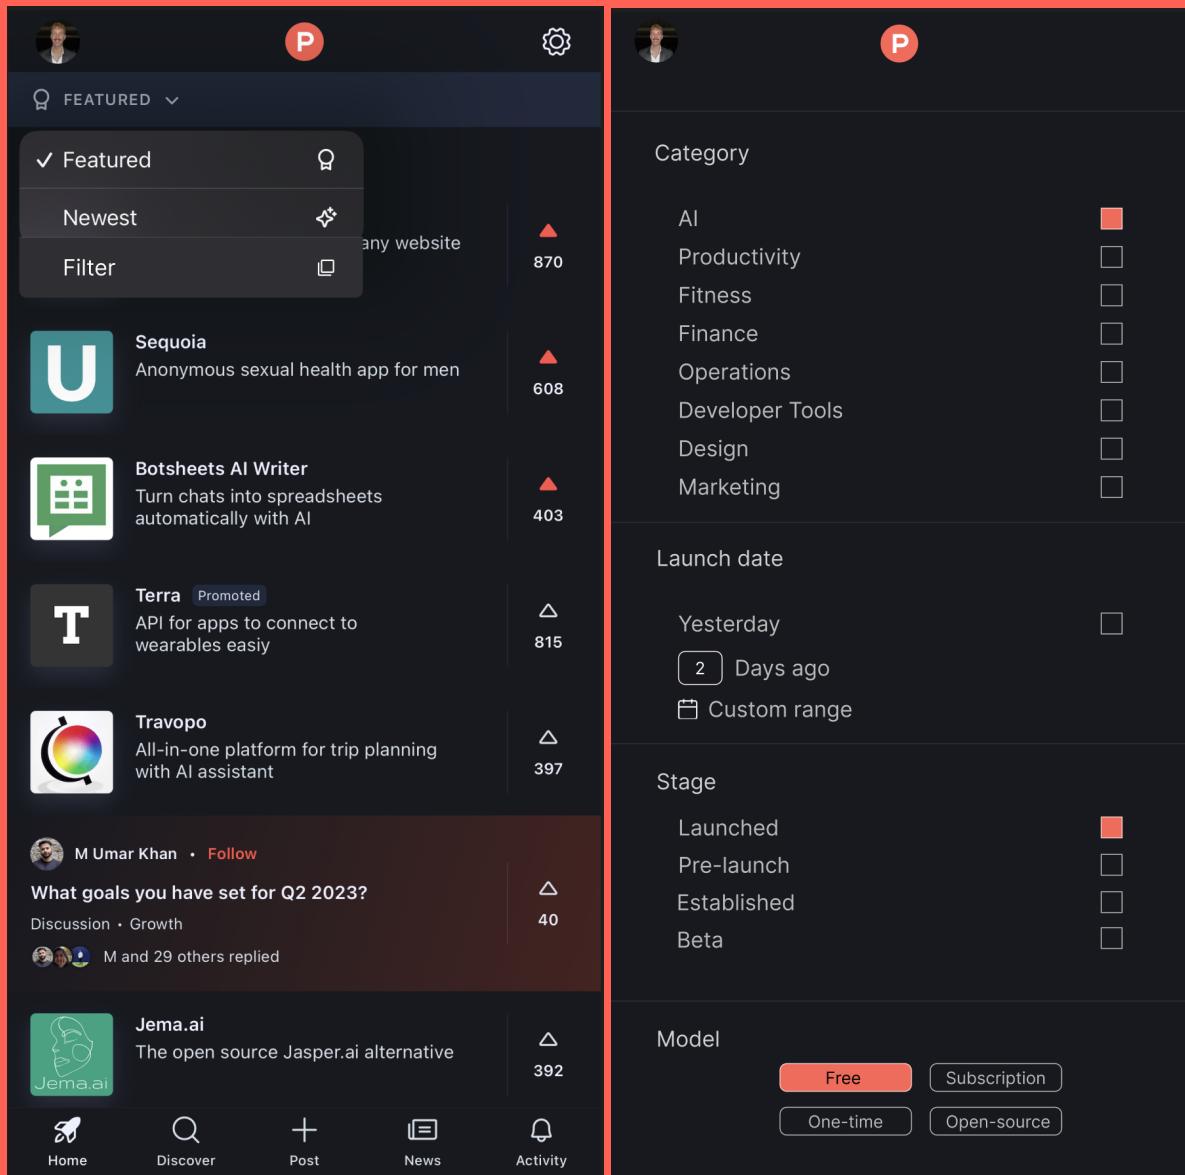 P
FEATURED
Featured
Newest
Filter
any website
870
U
Sequoia
Anonymous sexual health app for men
608
Botsheets AI Writer
Turn chats into spreadsheets
automatically with AI
403
T
Terra Promoted
API for apps to connect to
wearables easiy
815
Travopo
All-in-one platform for trip planning
with AI assistant
397
M Umar Khan • Follow
What goals you have set for Q2 2023?
Discussion • Growth
M and 29 others replied
40
Jema.ai
Jema.ai
The open source Jasper.ai alternative
392
Home
Discover
Post
News
Activity
P
Category
AI
Productivity
Fitness
Finance
Operations
Developer Tools
Design
Marketing
Launch date
Yesterday
2 Days ago
Custom range
Stage
Launched
Pre-launch
Established
Beta
Model
Free Subscription
One-time Open-source